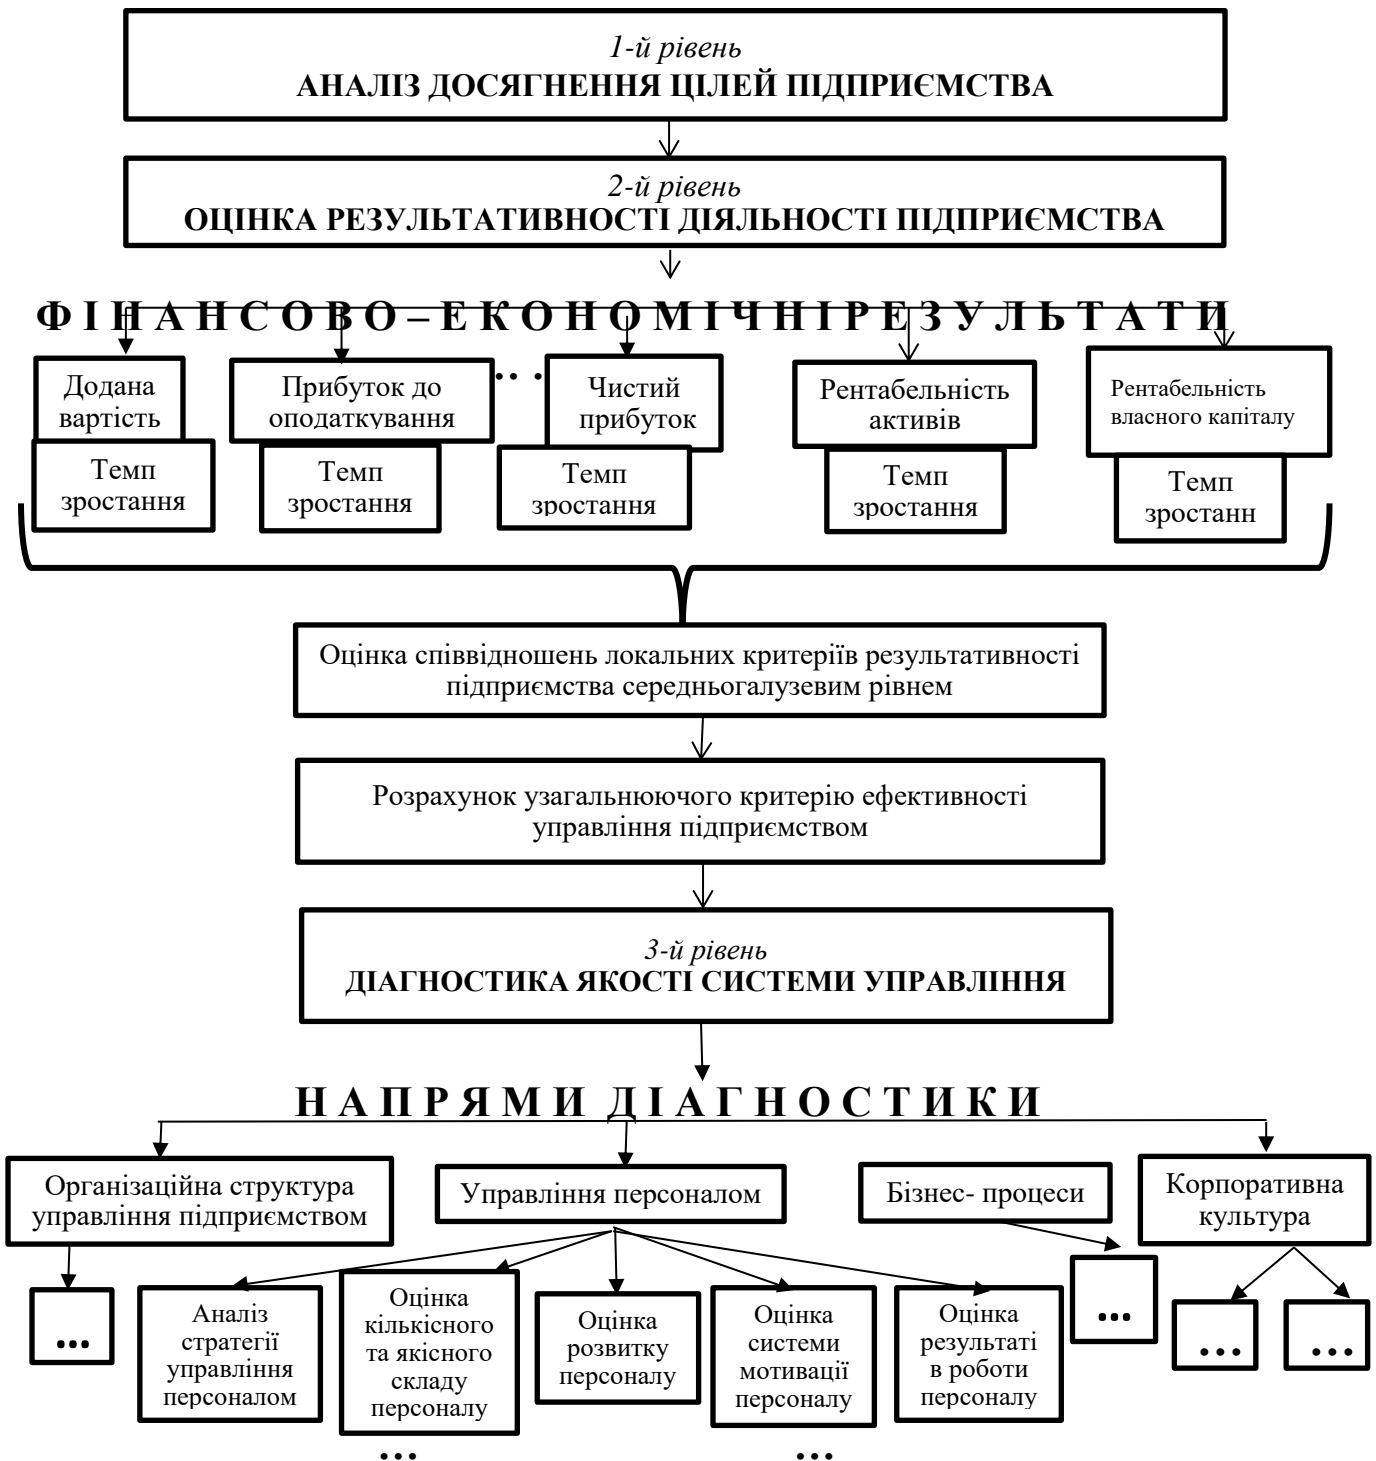 1-й рівень
АНАЛІЗ ДОСЯГНЕННЯ ЦІЛЕЙ ПІДПРИЄМСТВА
2-й рівень
ОЦІНКА РЕЗУЛЬТАТИВНОСТІ ДІЯЛЬНОСТІ ПІДПРИЄМСТВА
Ф І Н А Н С О В О – Е К О Н О М І Ч Н І Р Е З У Л Ь Т А Т И
Додана
вартість
Прибуток до
оподаткування
. . .
Чистий
прибуток
Рентабельність
активів
Рентабельність
власного капіталу
Темп
зростання
Темп
зростання
Темп
зростання
Темп
зростання
Темп
зростанн
Оцінка співвідношень локальних критеріїв результативності
підприємства середньогалузевим рівнем
Розрахунок узагальнюючого критерію ефективності
управління підприємством
3-й рівень
ДІАГНОСТИКА ЯКОСТІ СИСТЕМИ УПРАВЛІННЯ
Н А П Р Я М И Д І А Г Н О С Т И К И
Організаційна структура
управління підприємством
Управління персоналом
Бізнес- процеси
Корпоративна
культура
...
Аналіз
стратегії
управління
персоналом
Оцінка
кількісного
та якісного
складу
персоналу
Оцінка
розвитку
персоналу
Оцінка
системи
мотивації
персоналу
Оцінка
результаті
в роботи
персоналу
...
...
...
...
...